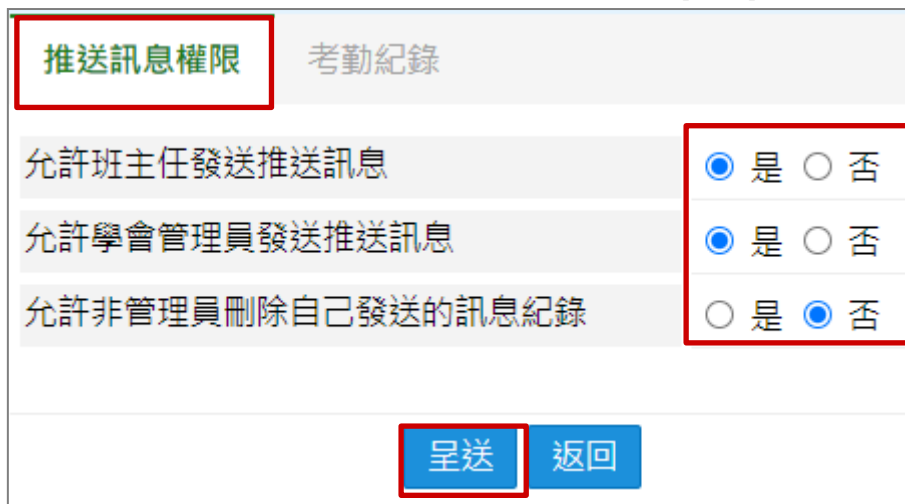 推送訊息權限 考勤紀錄
允許班主任發送推送訊息 是 否
允許學會管理員發送推送訊息 是 否
允許非管理員刪除自己發送的訊息紀錄 是 否
呈送 返回